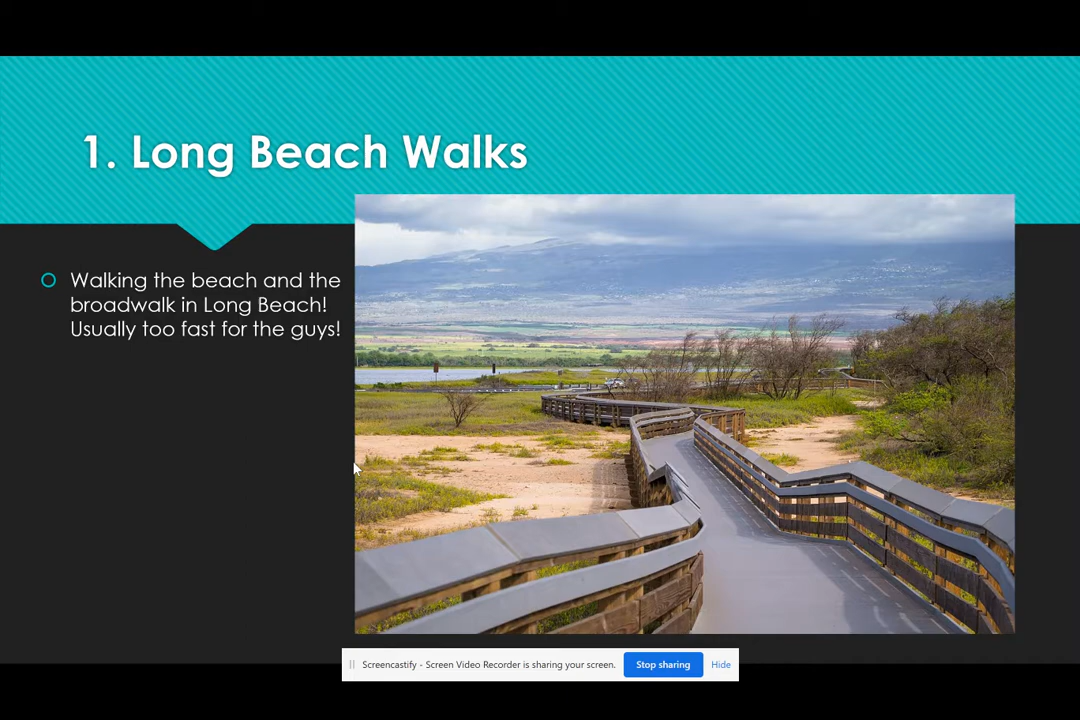 1. Long Beach Walks
Walking the beach and the
broadwalk in Long Beach!
Usually too fast for the guys!
Screencastify - Screen Video Recorder is sharing your screen.
Stop sharing
Hide